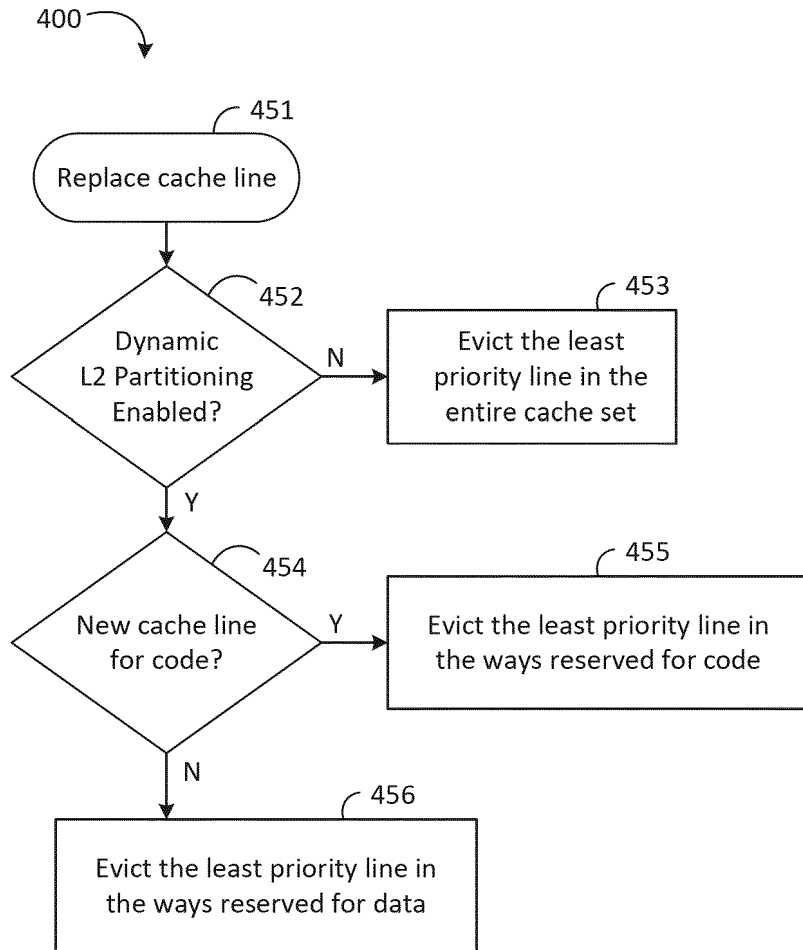 400
451
Replace cache line
452
453
Dynamic
L2 Partitioning
Enabled?
N
Evict the least
priority line in the
entire cache set
Y
454
455
New cache line
for code?
Y
Evict the least priority line in
the ways reserved for code
N
456
Evict the least priority line in
the ways reserved for data